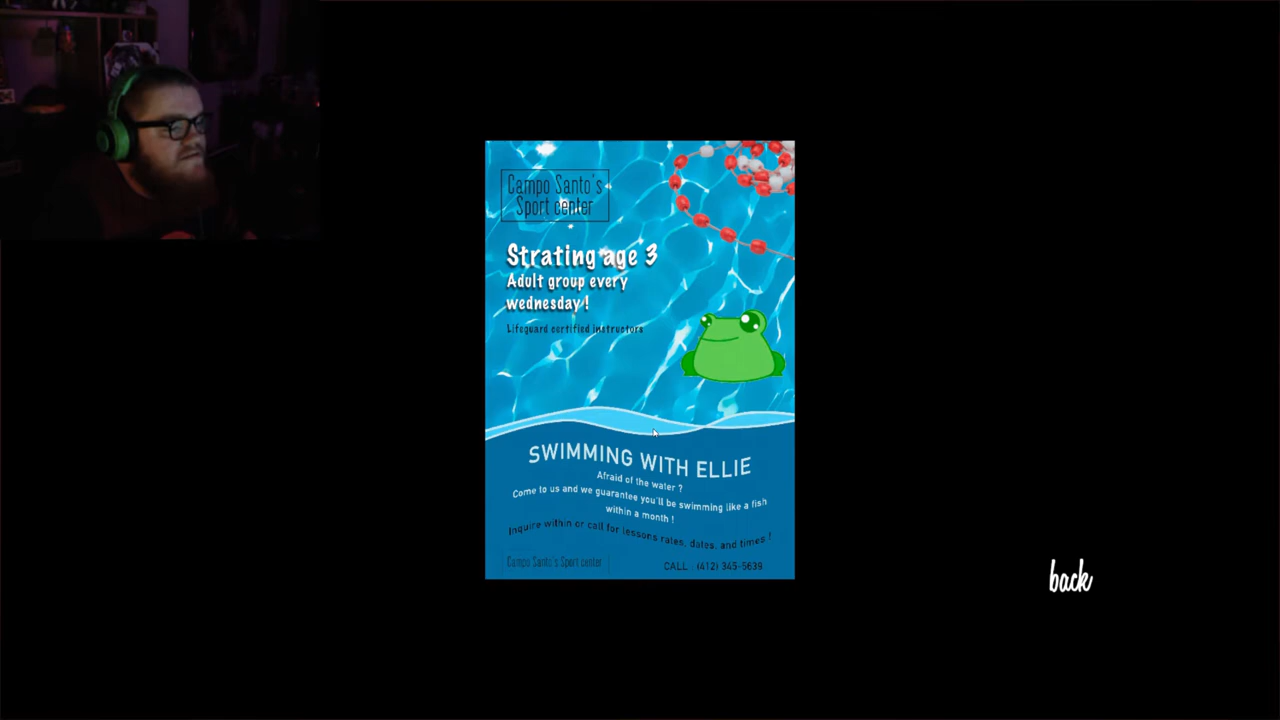 Campo Santo's
Sport center
Strating age 3
Adult group every
wednesday !
Lifeguard certified instructors
SWIMMING WITH ELLIE
Afraid of the water ?
Come to us and we guarantee you'll be swimming like a fish
within a month !
Inquire within or call for lessons rates, dates, and times !
Campo Santo's Sport center
CALL : (412) 345-5639
back